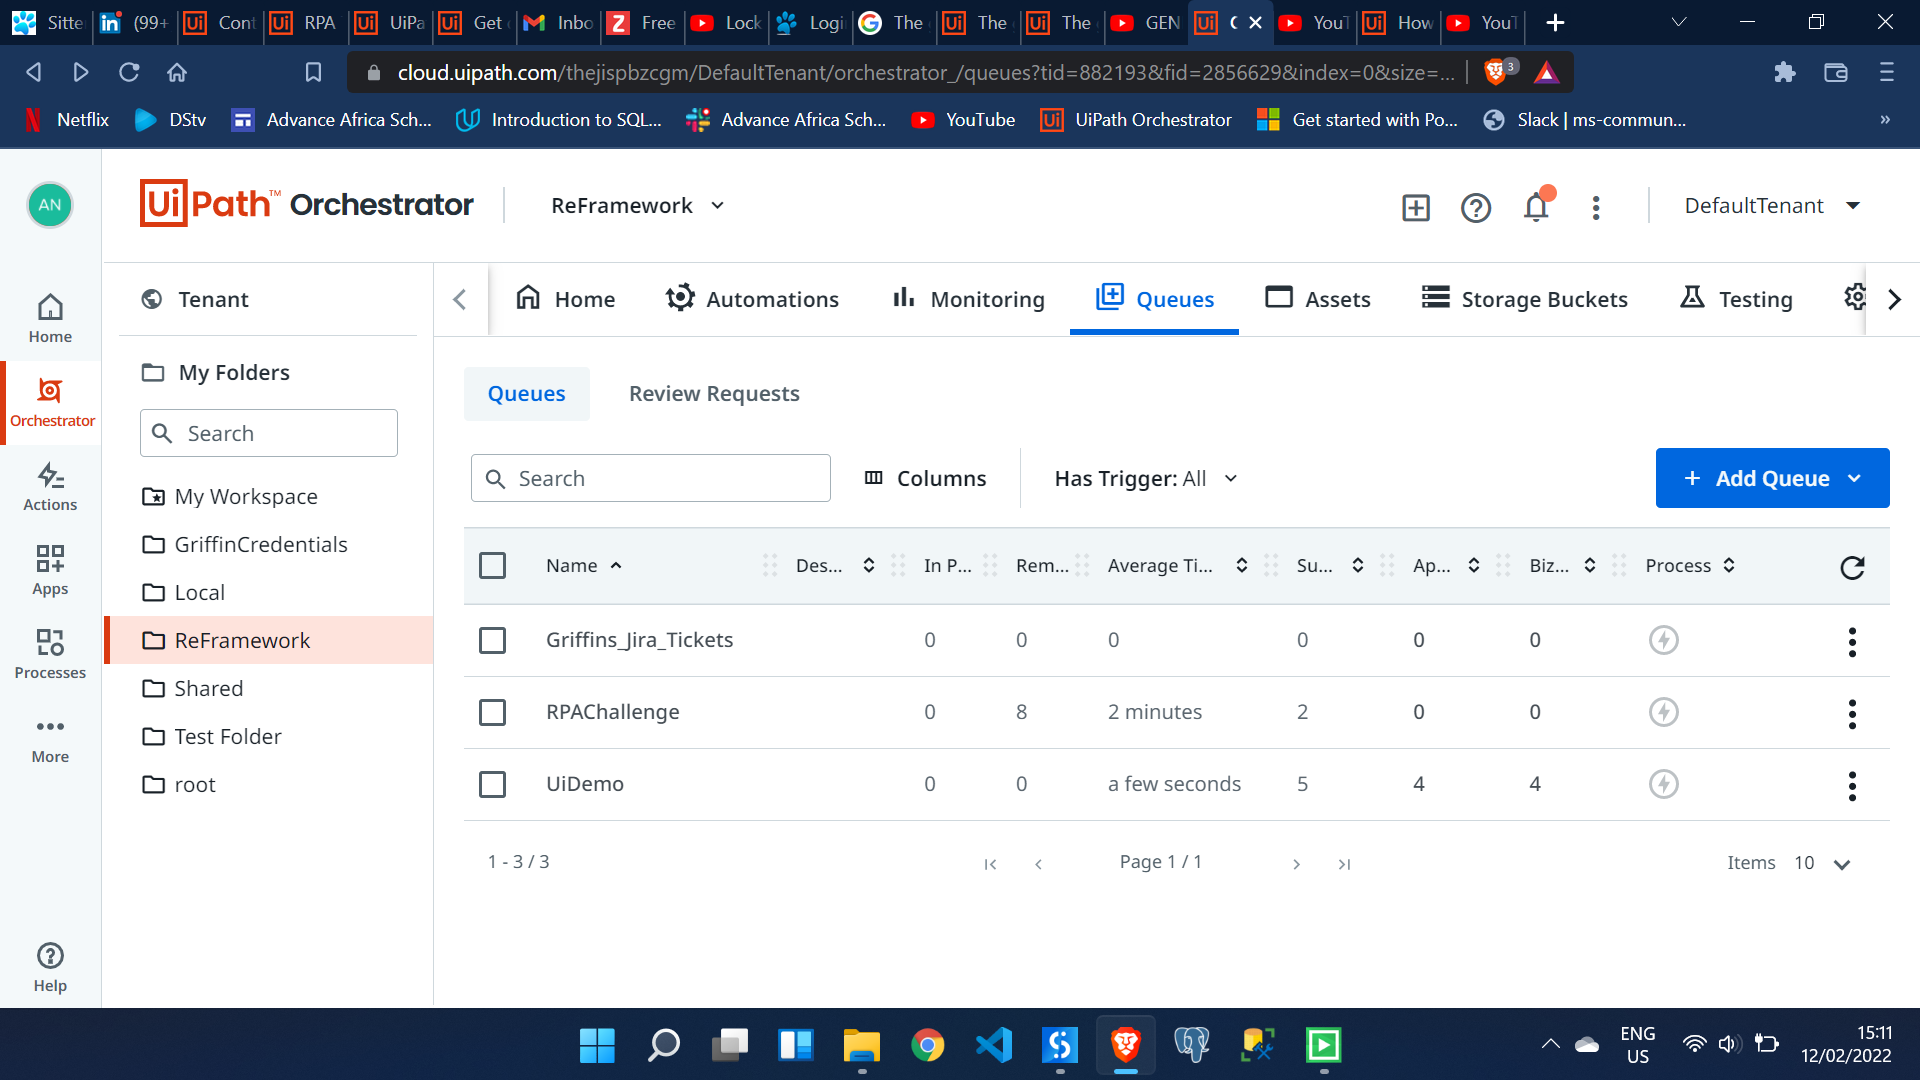 Sitte
(99+
Cont
RPA
UiPa
Get
Inbo
Free
Lock
Login
The
The
The
GEN
YouT
How
YouT
cloud.uipath.com/thejispbzcgm/DefaultTenant/orchestrator_/queues?tid=882193&fid=2856629&index=0&size=...
3
Netflix
DStv
Advance Africa Sch...
Introduction to SQL...
Advance Africa Sch...
YouTube
UiPath Orchestrator
Get started with Po...
Slack | ms-commun...
»
AN
UiPath™ Orchestrator
ReFramework
DefaultTenant
Home
Orchestrator
Actions
Apps
Processes
More
Help
Tenant
My Folders
Search
My Workspace
GriffinCredentials
Local
ReFramework
Shared
Test Folder
root
Home
Automations
Monitoring
Queues
Assets
Storage Buckets
Testing
Queues
Review Requests
Search
Columns
Has Trigger: All
+ Add Queue
Name Des... In P... Rem... Average Ti... Su... Ap... Biz... Process
Griffins_Jira_Tickets 0 0 0 0 0 0
RPAChallenge 0 8 2 minutes 2 0 0
UiDemo 0 0 a few seconds 5 4 4
1 - 3 / 3
Page 1 / 1
Items 10
ENG
US
15:11
12/02/2022